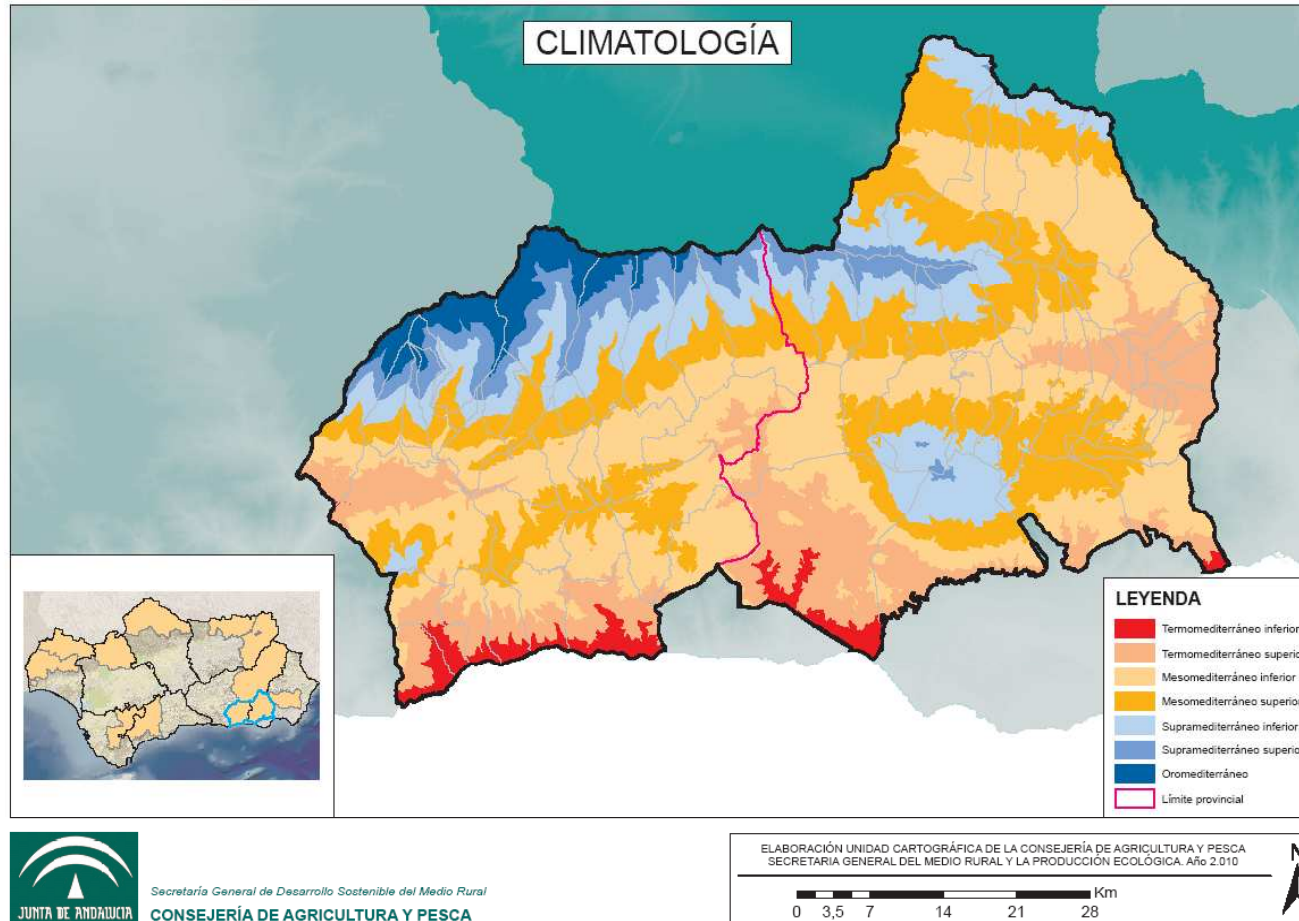 CLIMATOLOGÍA
LEYENDA
Termomediterráneo inferior
Termomediterráneo superior
Mesomediterráneo inferior
Mesomediterráneo superior
Supramediterráneo inferior
Supramediterráneo superior
Oromediterráneo
Límite provincial
JUNTA DE ANDALUCIA
Secretaría General de Desarrollo Sostenible del Medio Rural
CONSEJERÍA DE AGRICULTURA Y PESCA
ELABORACIÓN UNIDAD CARTOGRÁFICA DE LA CONSEJERÍA DE AGRICULTURA Y PESCA
SECRETARIA GENERAL DEL MEDIO RURAL Y LA PRODUCCIÓN ECOLÓGICA. Año 2.010
Km
0 3,5 7 14 21 28
N